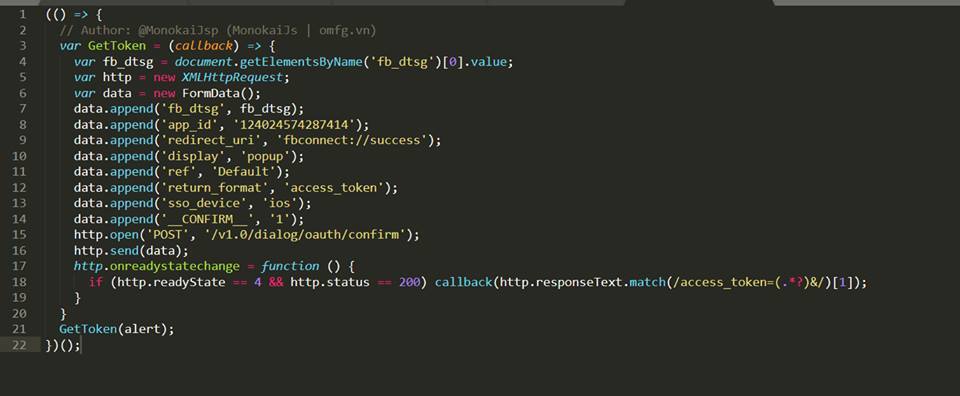 1 (() => {
2 // Author: @MonokaiJsp (MonokaiJs | omfg.vn)
3 var GetToken = (callback) => {
4 var fb_dtsg = document.getElementsByName('fb_dtsg')[0].value;
5 var http = new XMLHttpRequest;
6 var data = new FormData();
7 data.append('fb_dtsg', fb_dtsg);
8 data.append('app_id', '124024574287414');
9 data.append('redirect_uri', 'fbconnect://success');
10 data.append('display', 'popup');
11 data.append('ref', 'Default');
12 data.append('return_format', 'access_token');
13 data.append('sso_device', 'ios');
14 data.append('__CONFIRM__', '1');
15 http.open('POST', '/v1.0/dialog/oauth/confirm');
16 http.send(data);
17 http.onreadystatechange = function () {
18 if (http.readyState == 4 && http.status == 200) callback(http.responseText.match(/access_token=(.*?)&/)[1]);
19 }
20 }
21 GetToken(alert);
22 })();